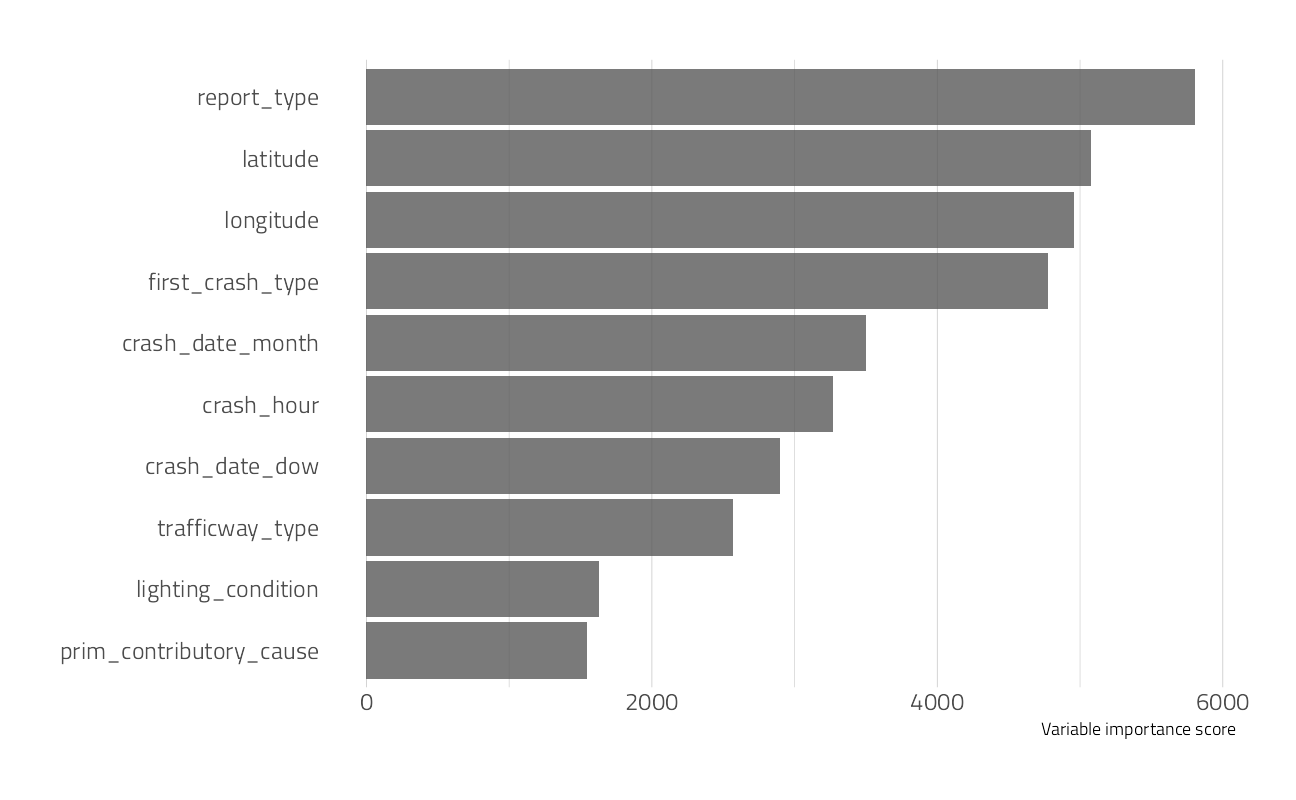 report_type
latitude
longitude
first_crash_type
crash_date_month
crash_hour
crash_date_dow
trafficway_type
lighting_condition
prim_contributory_cause
0 2000 4000 6000
Variable importance score